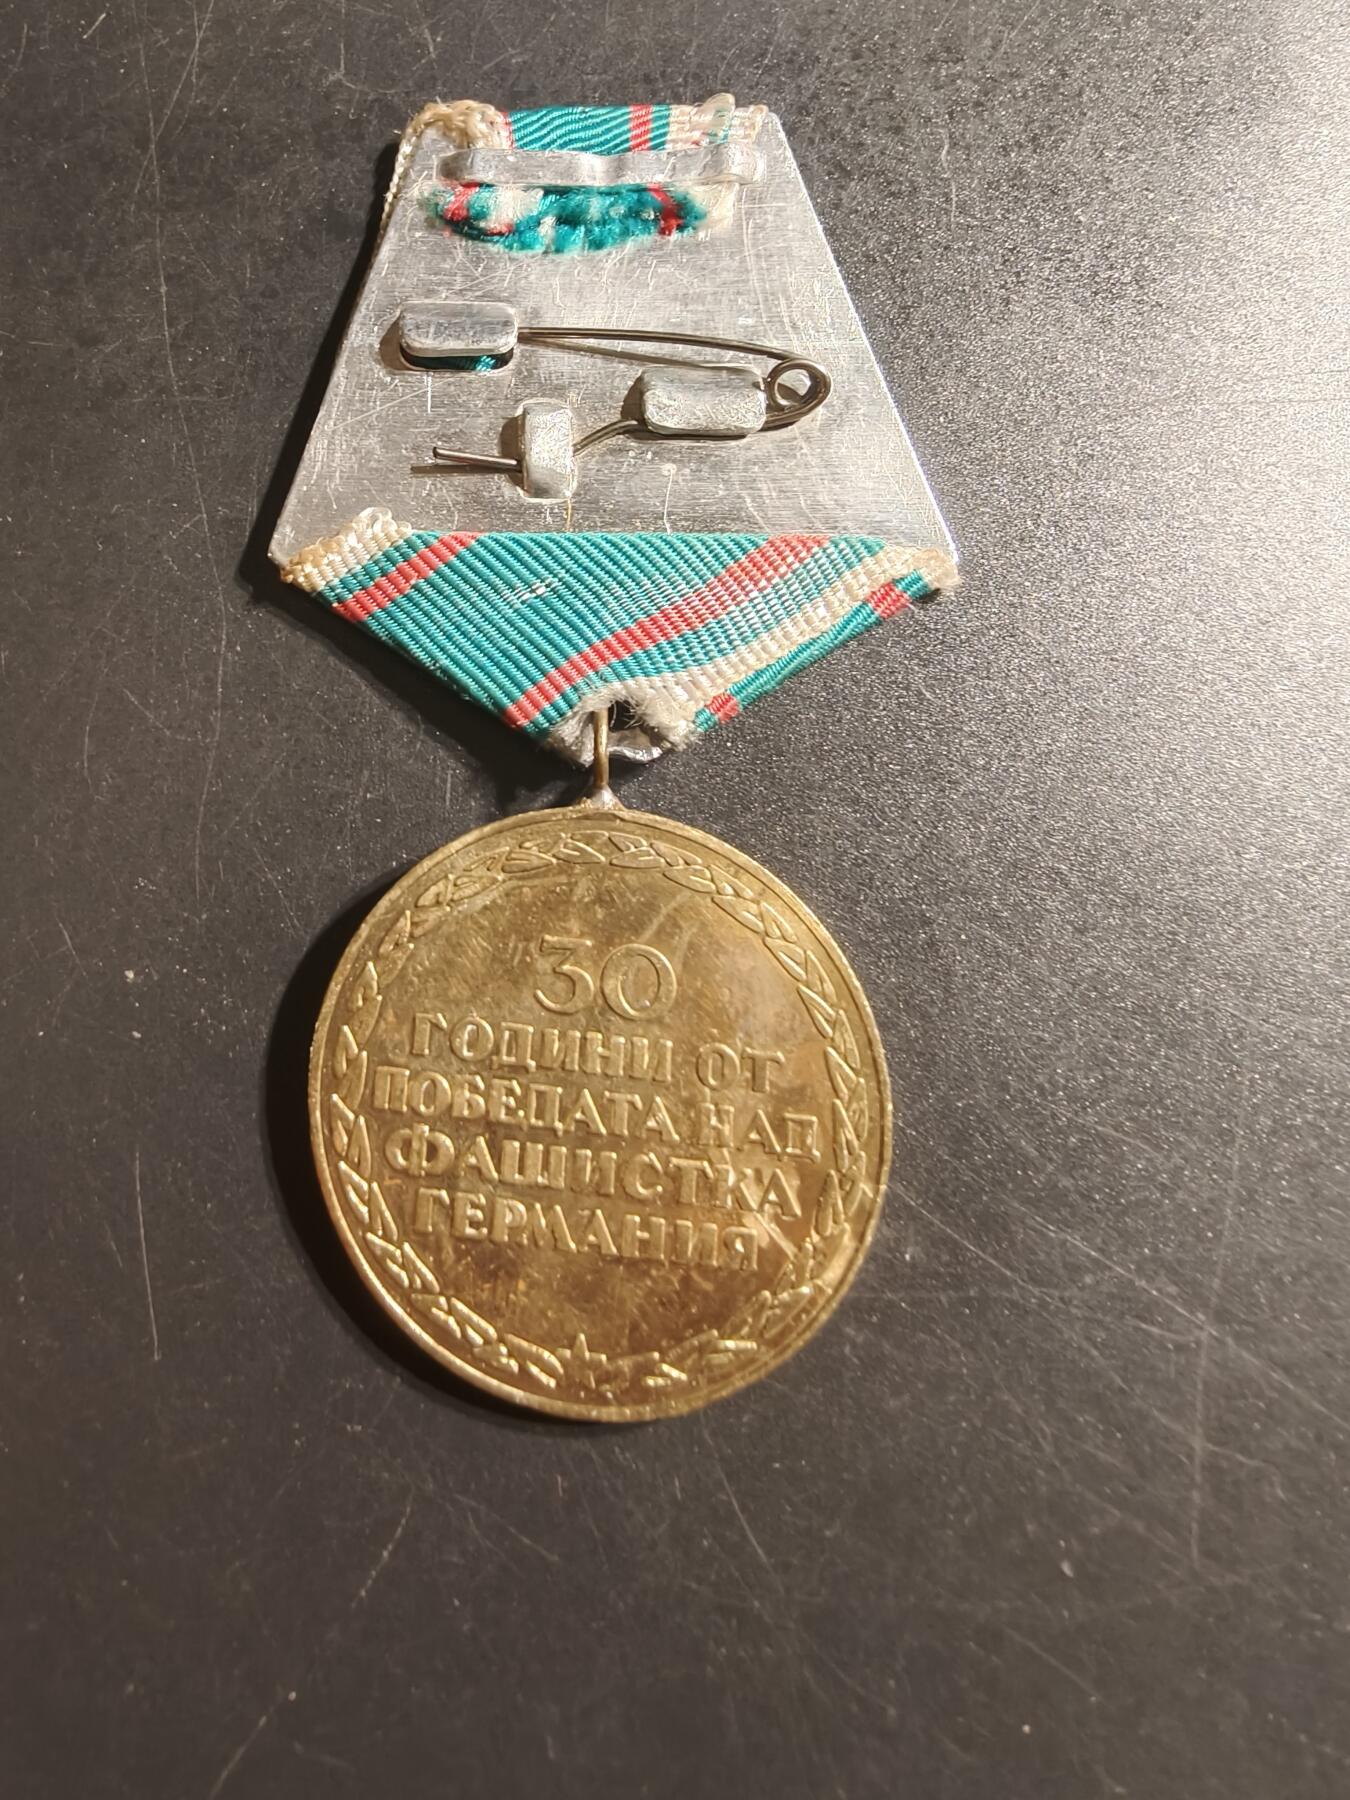 30
ГОДИНИ ОТ
ПОБЕДАТА НАД
ФАШИСТКА
ГЕРМАНИЯ